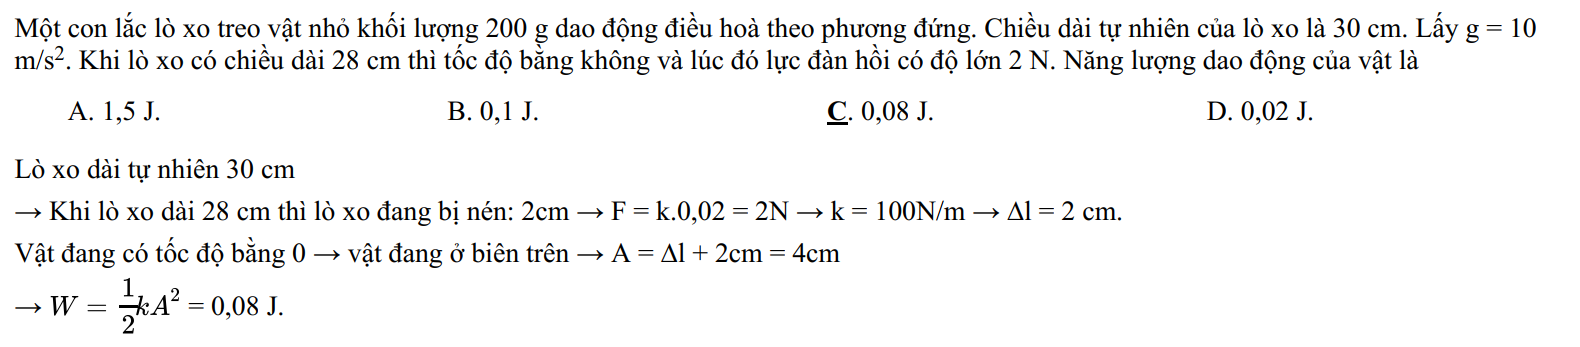 Một con lắc lò xo treo vật nhỏ khối lượng 200 g dao động điều hoà theo phương đứng. Chiều dài tự nhiên của lò xo là 30 cm. Lấy g = 10
m/s². Khi lò xo có chiều dài 28 cm thì tốc độ bằng không và lúc đó lực đàn hồi có độ lớn 2 N. Năng lượng dao động của vật là
A. 1,5 J. B. 0,1 J. C. 0,08 J. D. 0,02 J.
Lò xo dài tự nhiên 30 cm
→ Khi lò xo dài 28 cm thì lò xo đang bị nén: 2cm → F = k.0,02 = 2N → k = 100N/m → Δl = 2 cm.
Vật đang có tốc độ bằng 0 → vật đang ở biên trên → A = Δl + 2cm = 4cm
→ W = 1/2 kA² = 0,08 J.